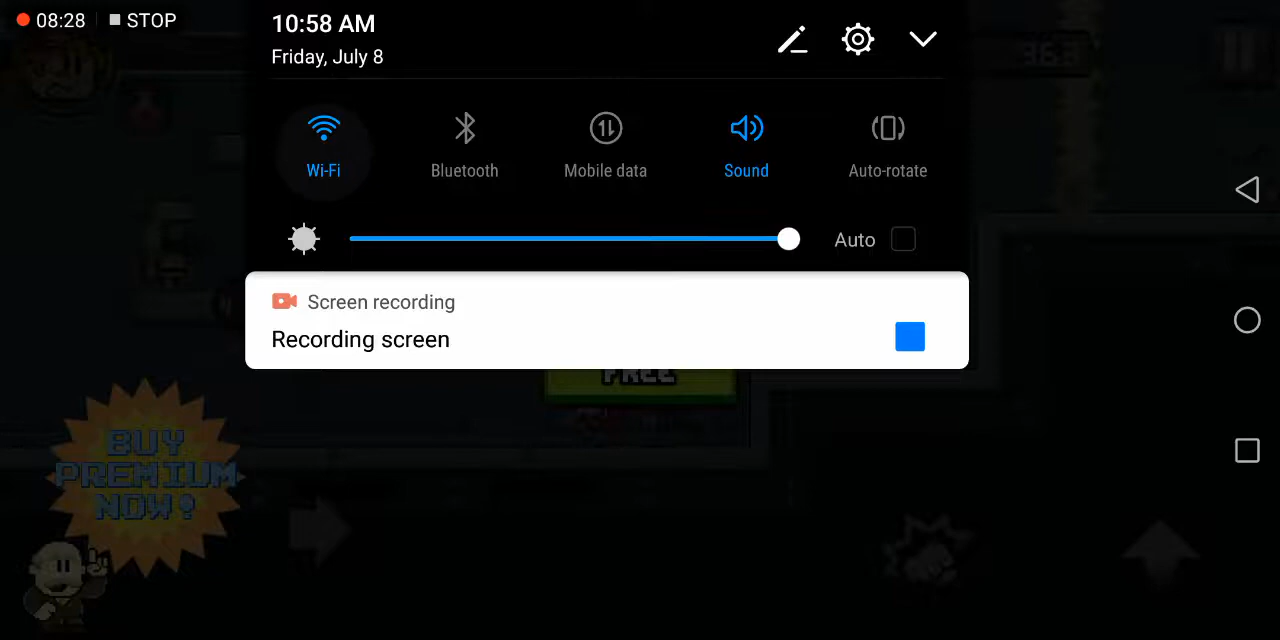 08:28 STOP
10:58 AM
Friday, July 8
Wi-Fi
Bluetooth
Mobile data
Sound
Auto-rotate
Auto
Screen recording
Recording screen
FREE
BUY
PREMIUM
NOW!